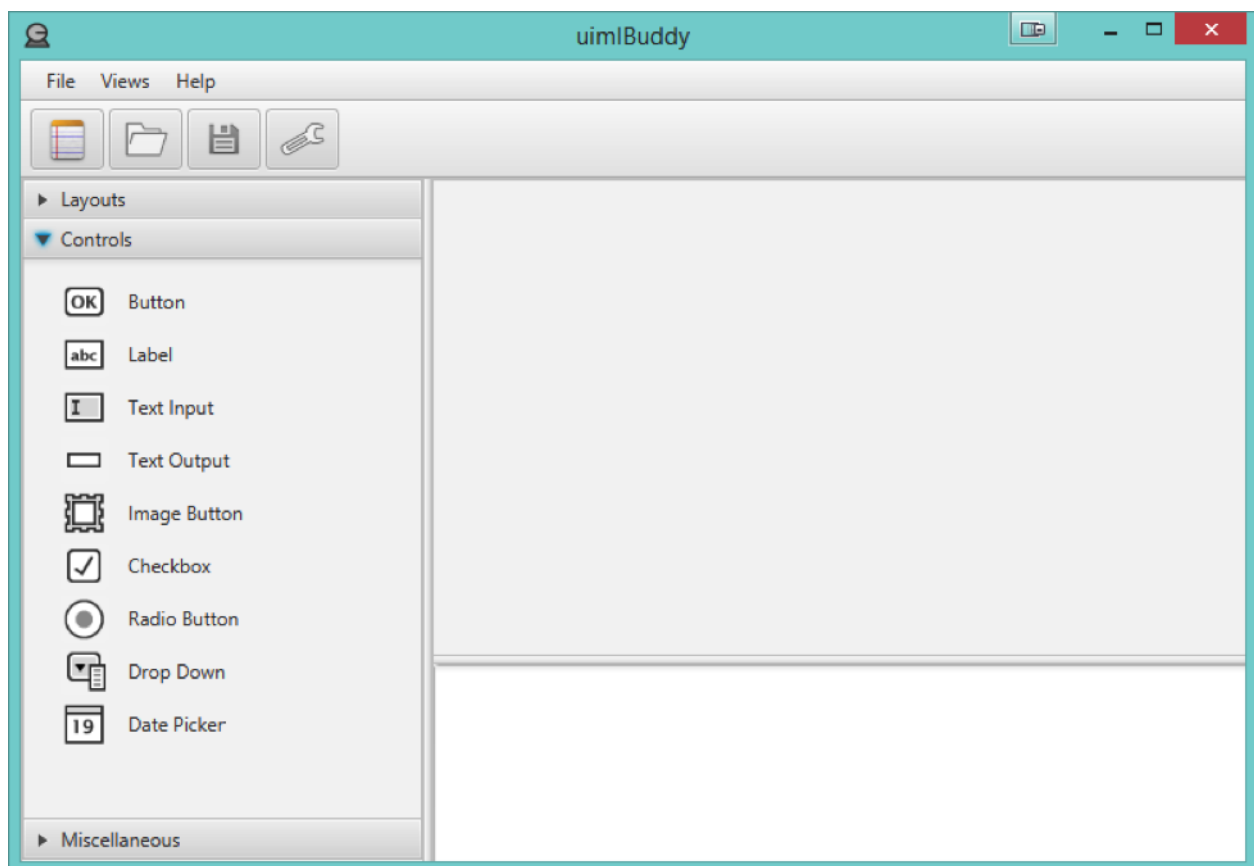 uimlBuddy
File Views Help
Layouts
Controls
OK Button
abc Label
I Text Input
Text Output
Image Button
Checkbox
Radio Button
Drop Down
19 Date Picker
Miscellaneous